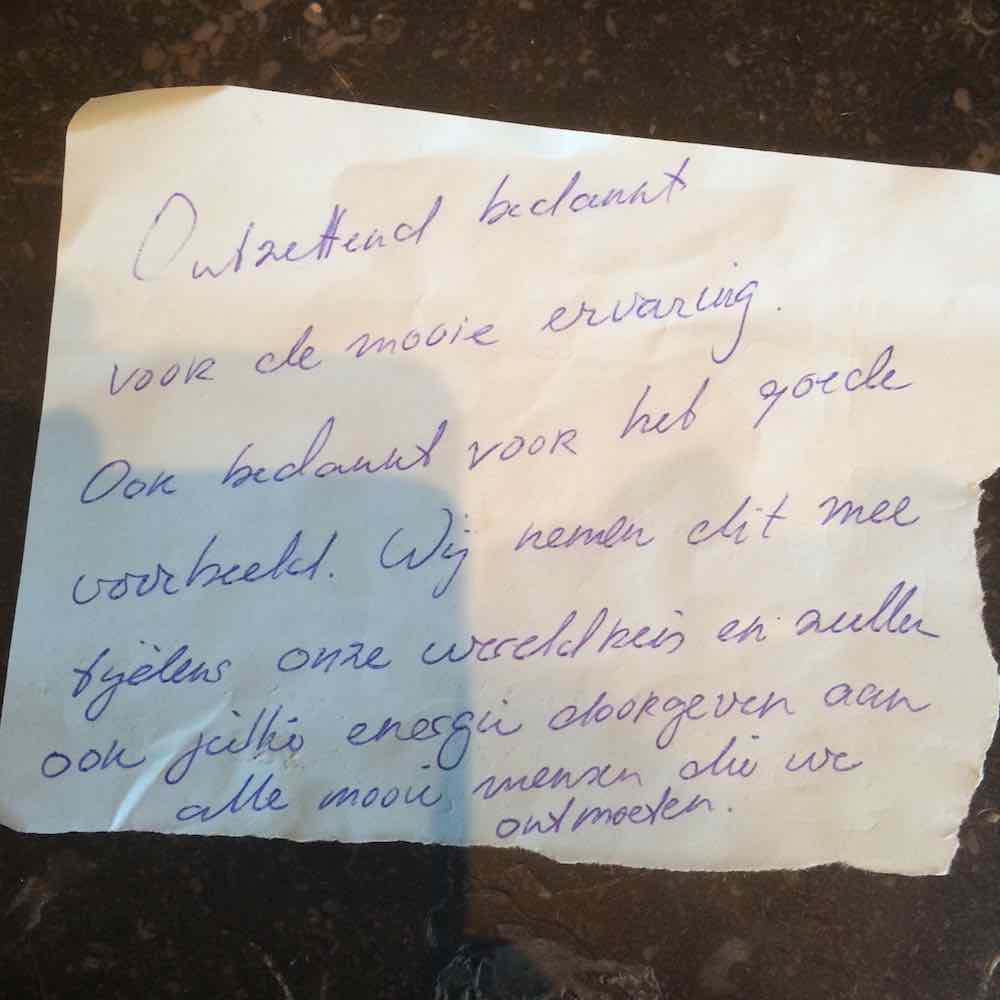 Ontzettend bedankt
voor de mooie ervaring.
Ook bedankt voor het goede
voorbeeld. Wij nemen dit mee
tijdens onze wereldreis en zullen
ook jullie energie doorgeven aan
alle mooie mensen die we
ontmoeten.